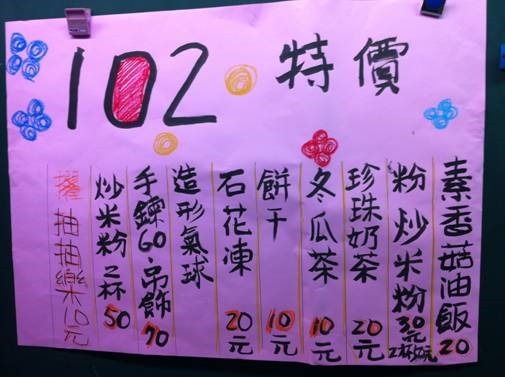 102 特價
素香菇油飯 20
粉炒米粉 30元 2杯50元
珍珠奶茶 20元
冬瓜茶 10元
餅干 10元
石花凍 20元
造形氣球
手鍊60、吊飾70
炒米粉2杯50
抽抽樂10元